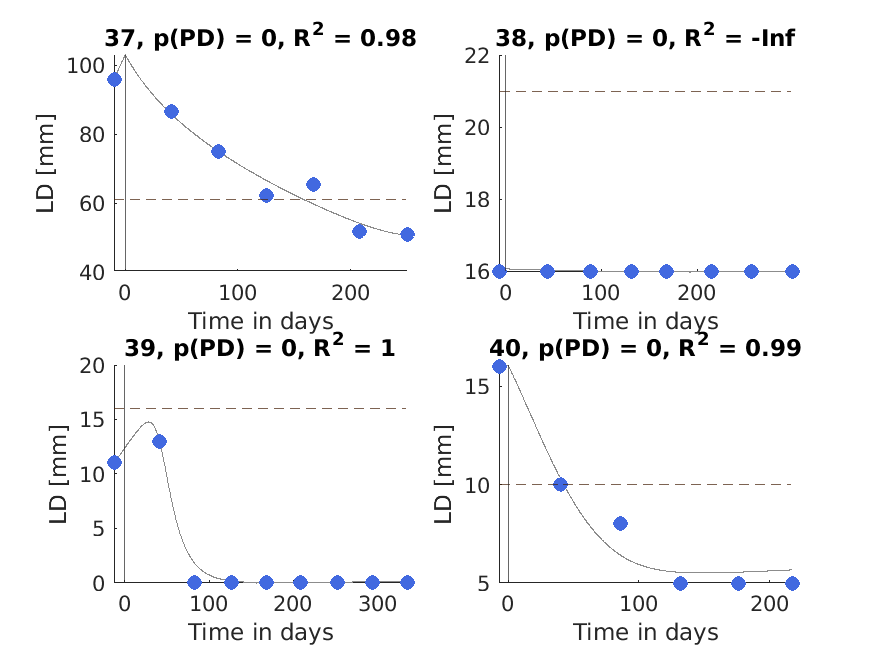 37, p(PD) = 0, R² = 0.98
100
80
60
40
LD [mm]
0
100
200
Time in days
38, p(PD) = 0, R² = -Inf
22
20
18
16
LD [mm]
0
100
200
Time in days
39, p(PD) = 0, R² = 1
20
15
10
5
0
LD [mm]
0
100
200
300
Time in days
40, p(PD) = 0, R² = 0.99
15
10
5
LD [mm]
0
100
200
Time in days